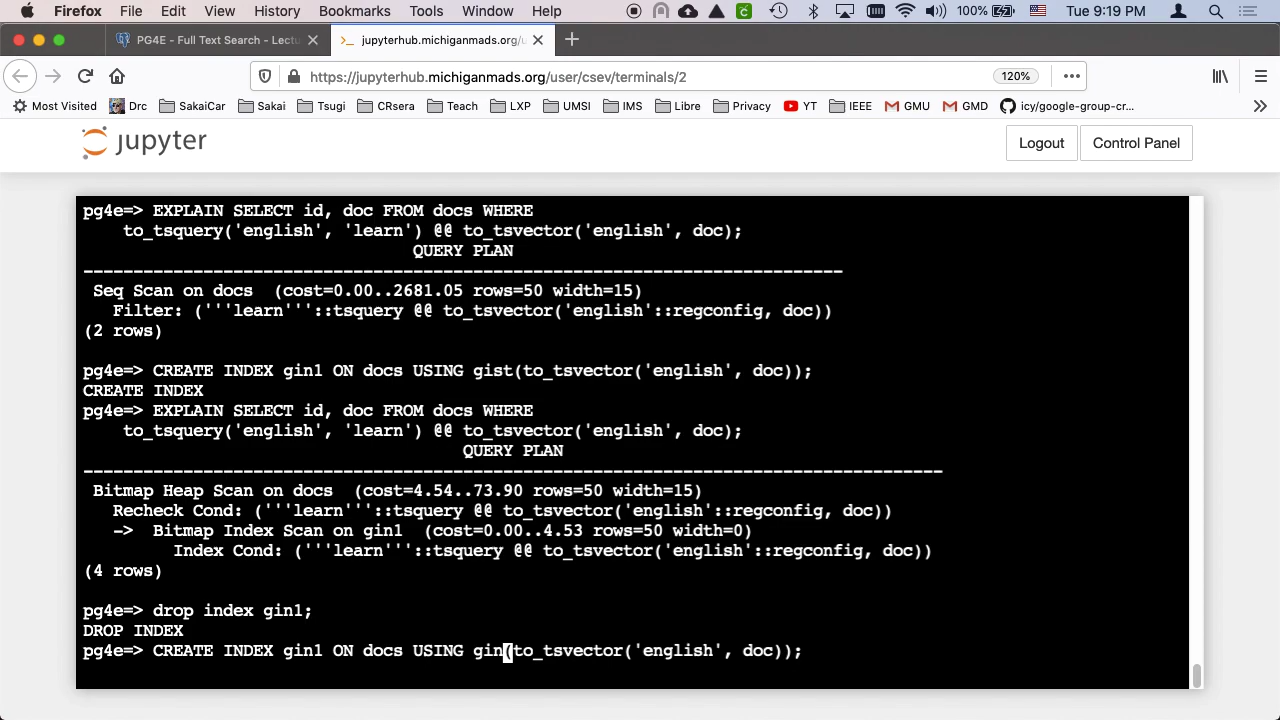 Firefox File Edit View History Bookmarks Tools Window Help 100% Tue 9:19 PM
PG4E - Full Text Search - Lectu jupyterhub.michiganmads.org/u
https://jupyterhub.michiganmads.org/user/csev/terminals/2 120%
Most Visited Drc SakaiCar Sakai Tsugi CRsera Teach LXP UMSI IMS Libre Privacy YT IEEE GMU GMD icy/google-group-cr...
jupyter Logout Control Panel
pg4e=> EXPLAIN SELECT id, doc FROM docs WHERE
to_tsquery('english', 'learn') @@ to_tsvector('english', doc);
QUERY PLAN
-----------------------------------------------------------------------------
Seq Scan on docs  (cost=0.00..2681.05 rows=50 width=15)
Filter: ('''learn'''::tsquery @@ to_tsvector('english'::regconfig, doc))
(2 rows)
pg4e=> CREATE INDEX gin1 ON docs USING gist(to_tsvector('english', doc));
CREATE INDEX
pg4e=> EXPLAIN SELECT id, doc FROM docs WHERE
to_tsquery('english', 'learn') @@ to_tsvector('english', doc);
QUERY PLAN
---------------------------------------------------------------------------------------
Bitmap Heap Scan on docs  (cost=4.54..73.90 rows=50 width=15)
Recheck Cond: ('''learn'''::tsquery @@ to_tsvector('english'::regconfig, doc))
->  Bitmap Index Scan on gin1  (cost=0.00..4.53 rows=50 width=0)
Index Cond: ('''learn'''::tsquery @@ to_tsvector('english'::regconfig, doc))
(4 rows)
pg4e=> drop index gin1;
DROP INDEX
pg4e=> CREATE INDEX gin1 ON docs USING gin(to_tsvector('english', doc));